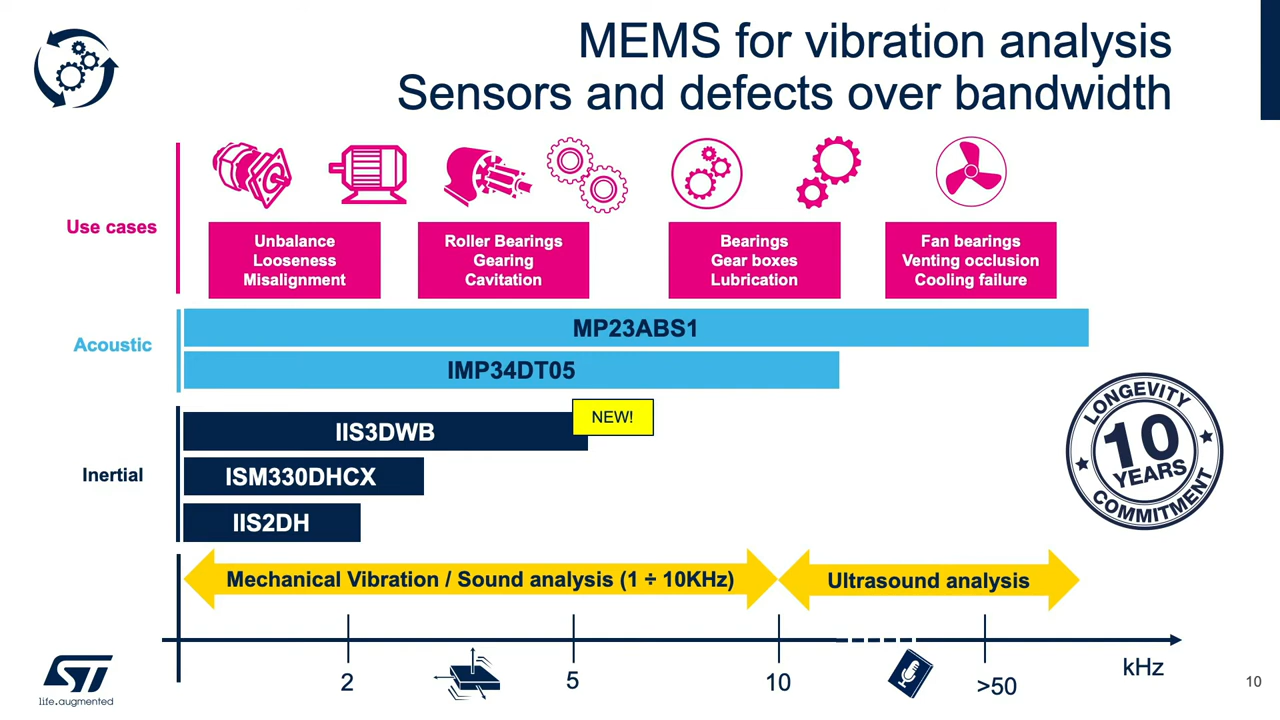 MEMS for vibration analysis
Sensors and defects over bandwidth
Use cases
Unbalance
Looseness
Misalignment
Roller Bearings
Gearing
Cavitation
Bearings
Gear boxes
Lubrication
Fan bearings
Venting occlusion
Cooling failure
Acoustic
MP23ABS1
IMP34DT05
NEW!
Inertial
IIS3DWB
ISM330DHCX
IIS2DH
LONGEVITY
10
YEARS
COMMITMENT
Mechanical Vibration / Sound analysis (1 ÷ 10KHz)
Ultrasound analysis
2
5
10
>50
kHz
ST
life.augmented
10